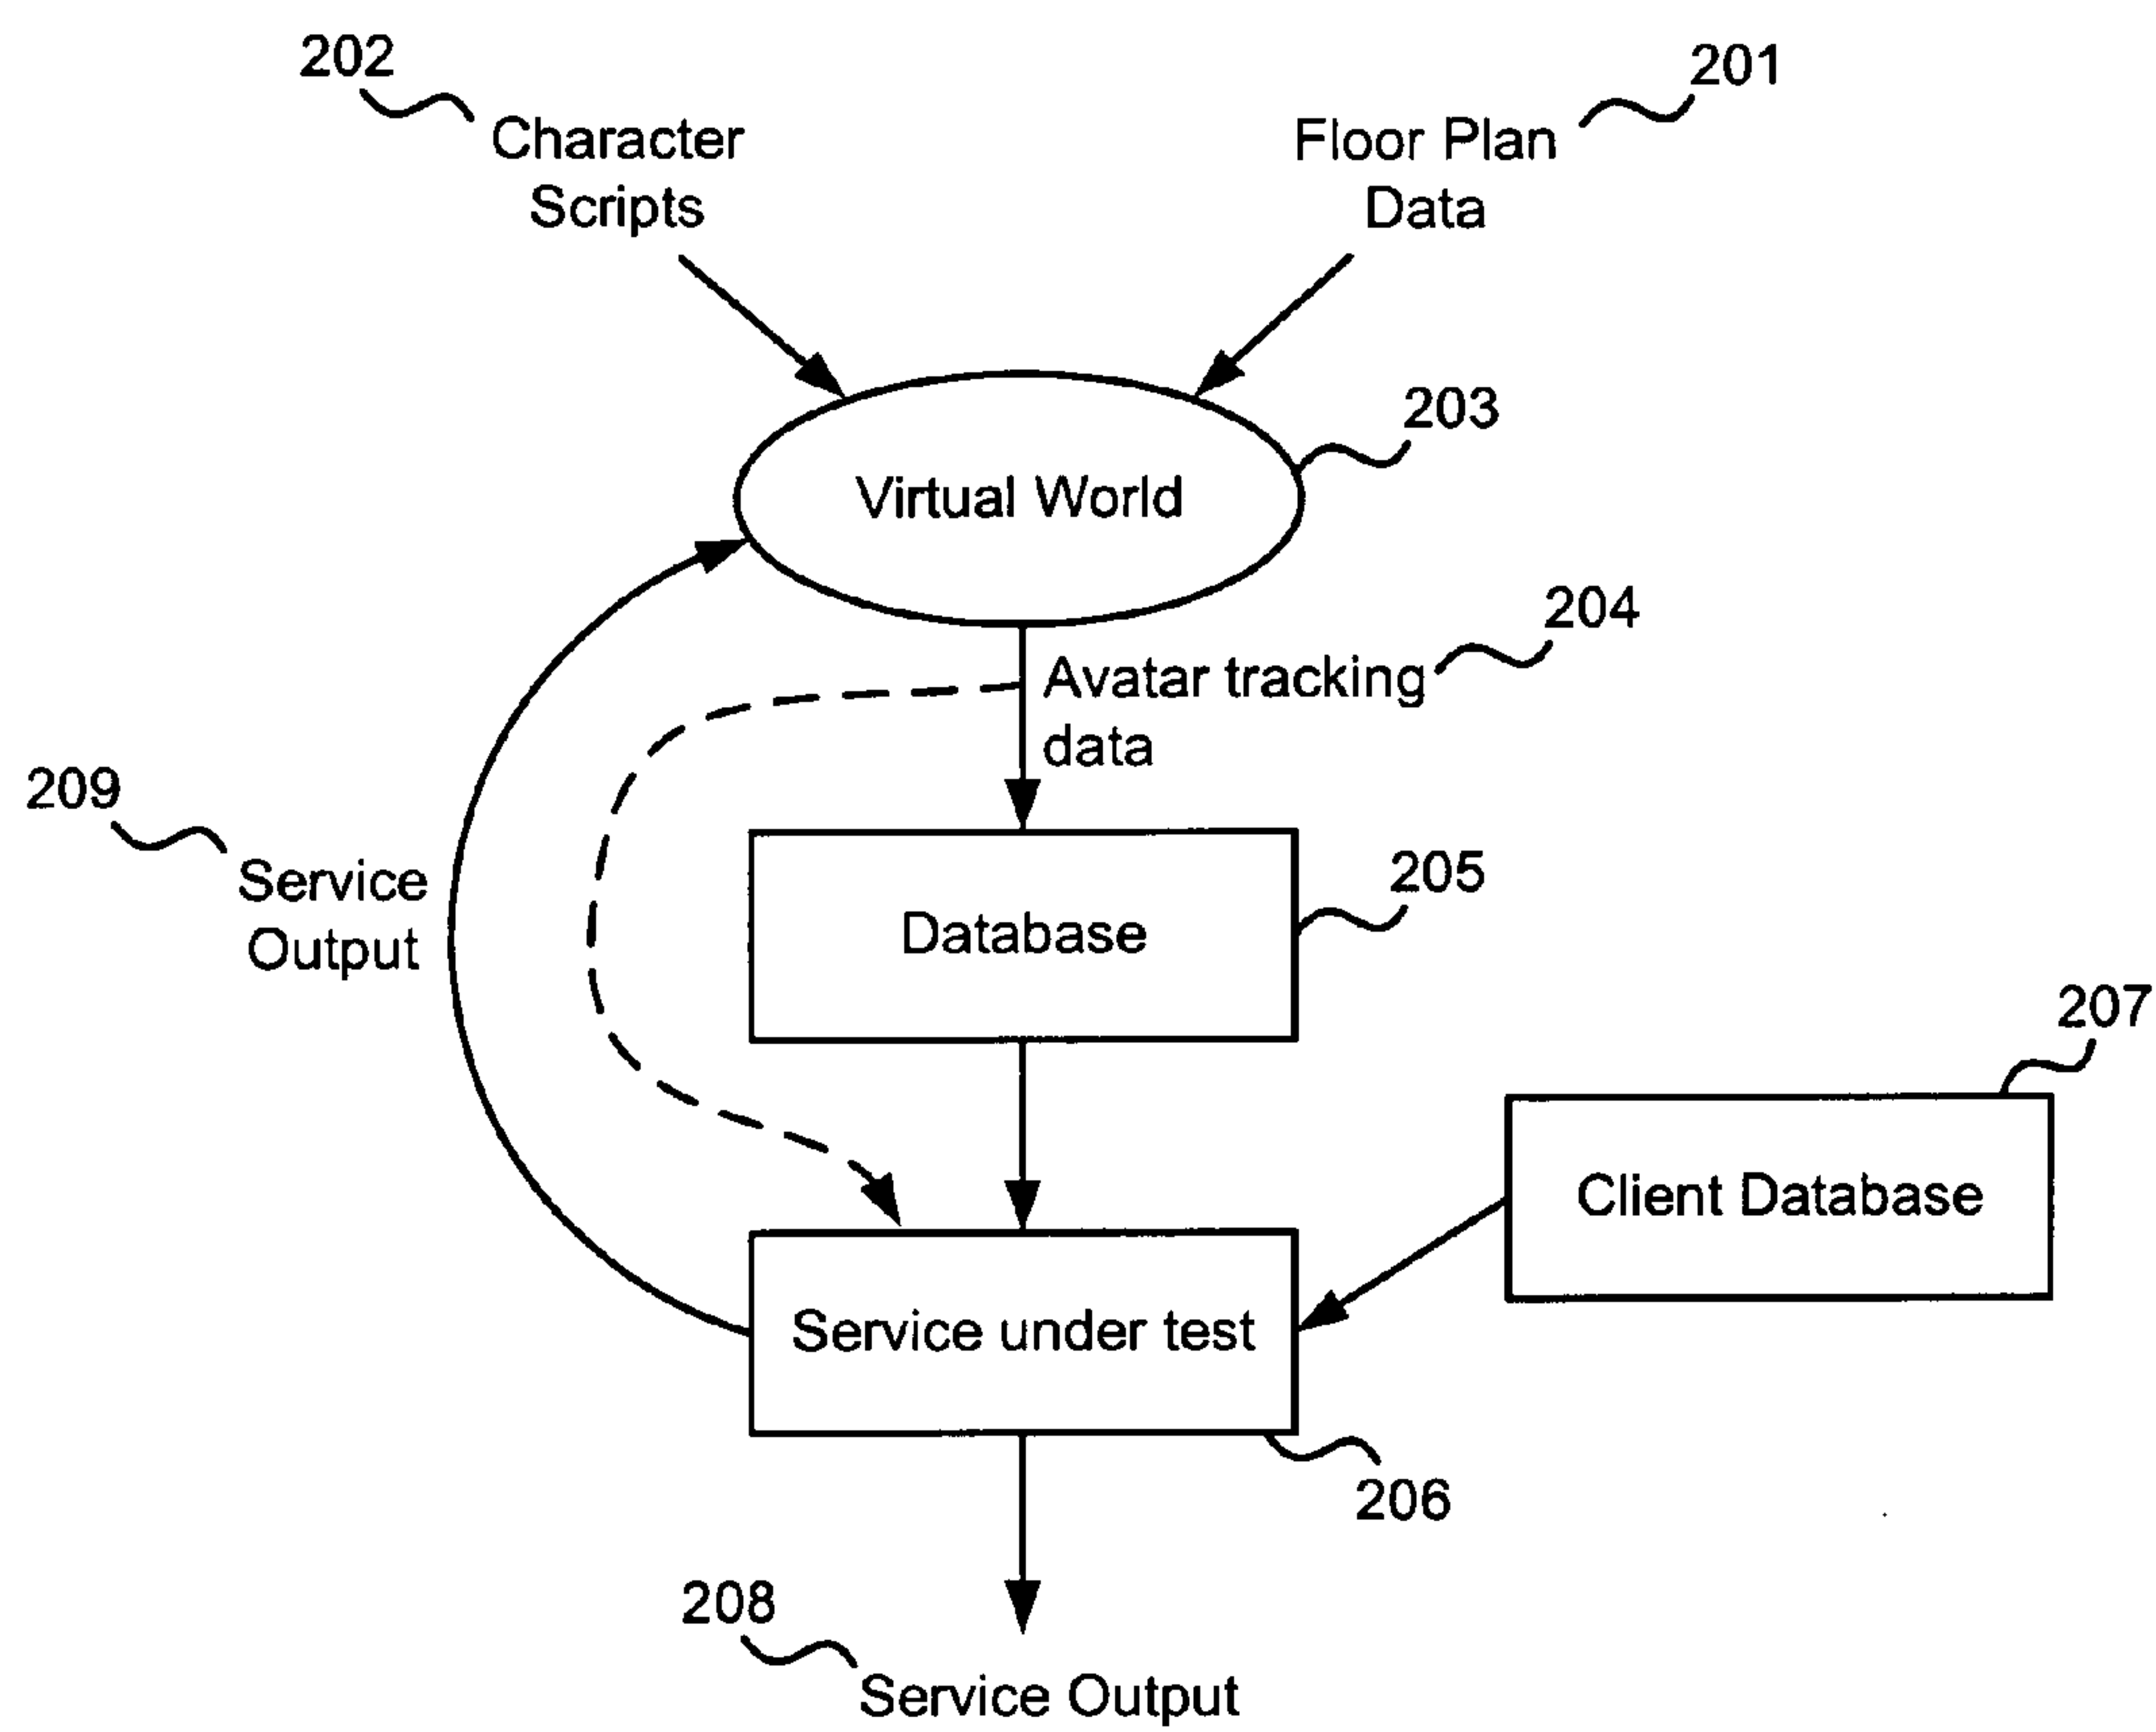 202
201
Character
Scripts
Floor Plan
Data
203
Virtual World
204
Avatar tracking
data
209
Service
Output
205
Database
207
Client Database
Service under test
206
208
Service Output